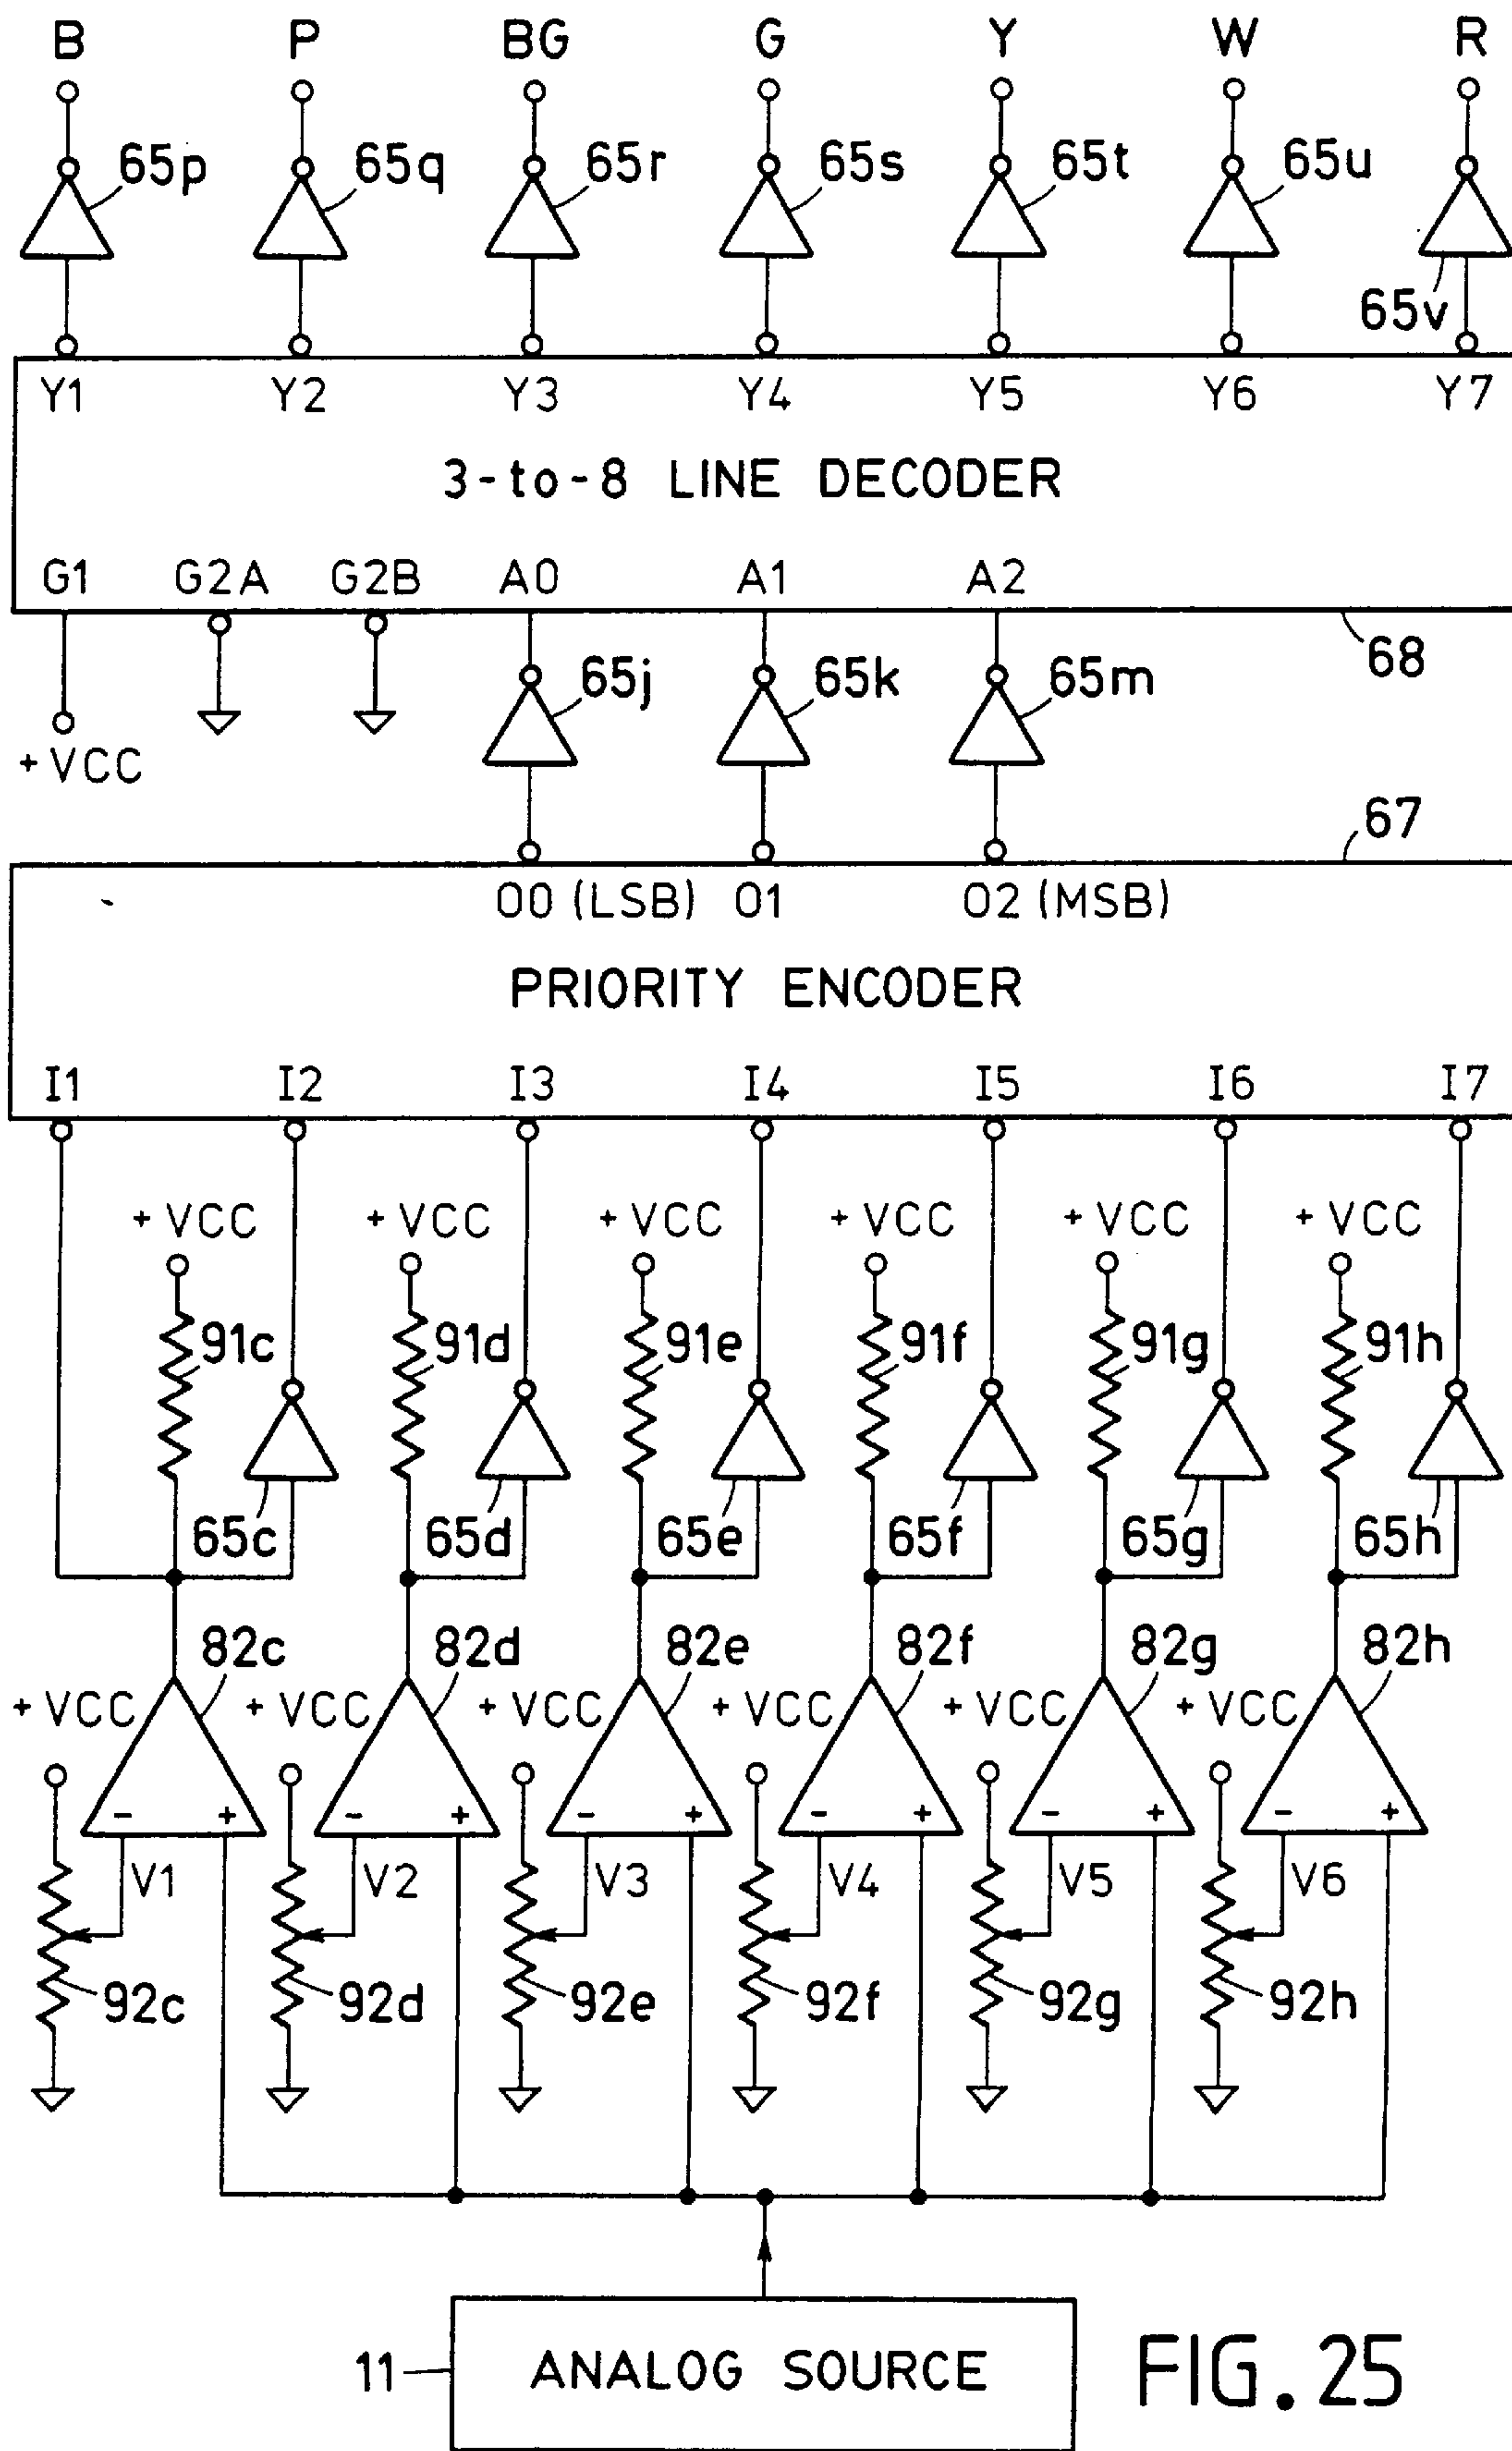 B P BG G Y W R
65p 65q 65r 65s 65t 65u
65v
Y1 Y2 Y3 Y4 Y5 Y6 Y7
3-to-8 LINE DECODER
G1 G2A G2B A0 A1 A2
68
65j 65k 65m
+VCC
67
O0 (LSB) O1 O2 (MSB)
PRIORITY ENCODER
I1 I2 I3 I4 I5 I6 I7
+VCC +VCC +VCC +VCC +VCC +VCC
91c 91d 91e 91f 91g 91h
65c 65d 65e 65f 65g 65h
82c 82d 82e 82f 82g 82h
+VCC +VCC +VCC +VCC +VCC +VCC
- + - + - + - + - + - +
V1 V2 V3 V4 V5 V6
92c 92d 92e 92f 92g 92h
11 ANALOG SOURCE
FIG. 25